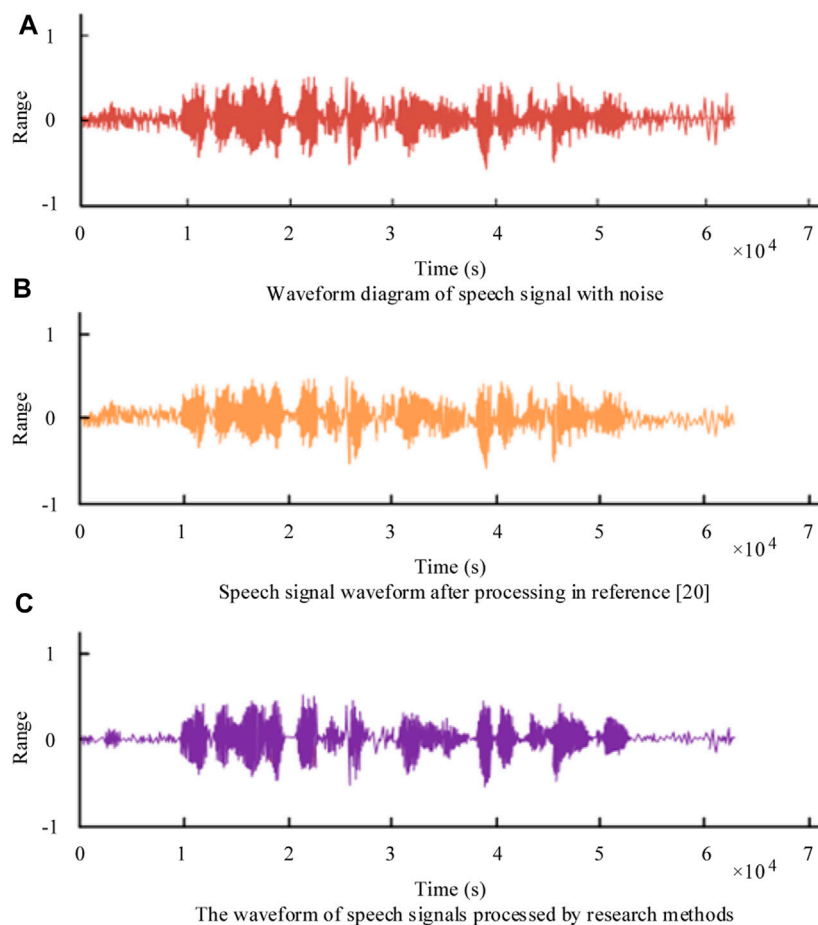 A
1
0
-1
Range
0 1 2 3 4 5 6 7
×10^4
Time (s)
Waveform diagram of speech signal with noise
B
1
0
-1
Range
0 1 2 3 4 5 6 7
×10^4
Time (s)
Speech signal waveform after processing in reference [20]
C
1
0
-1
Range
0 1 2 3 4 5 6 7
×10^4
Time (s)
The waveform of speech signals processed by research methods